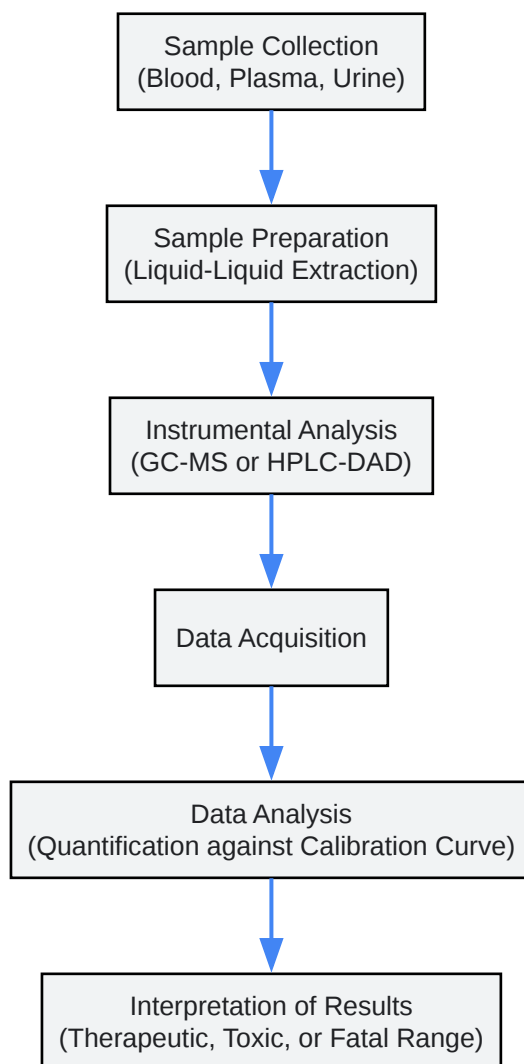 Sample Collection
(Blood, Plasma, Urine)
Sample Preparation
(Liquid-Liquid Extraction)
Instrumental Analysis
(GC-MS or HPLC-DAD)
Data Acquisition
Data Analysis
(Quantification against Calibration Curve)
Interpretation of Results
(Therapeutic, Toxic, or Fatal Range)